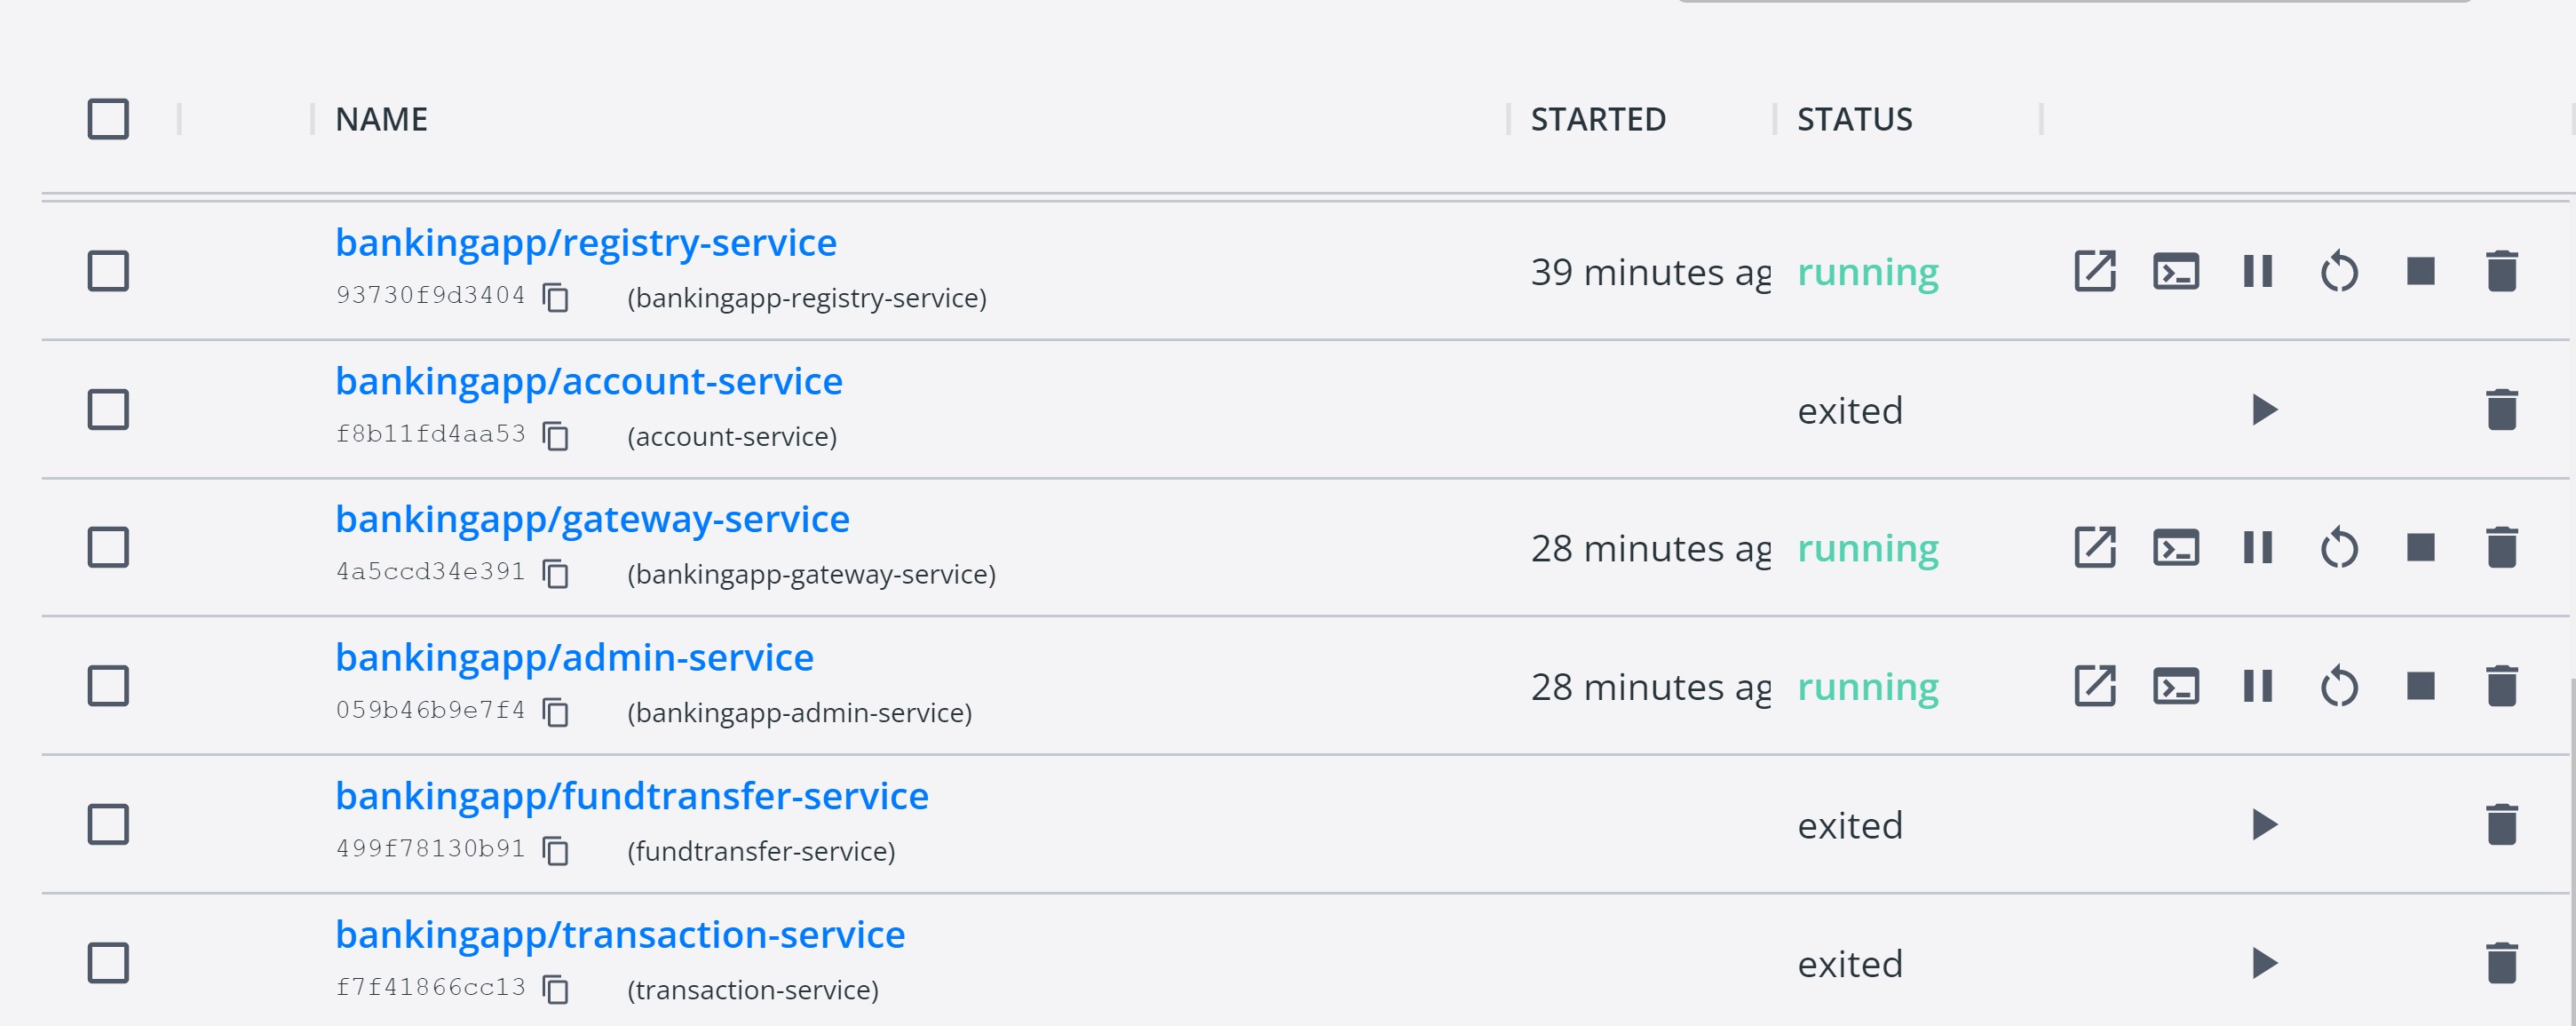 NAME STARTED STATUS
bankingapp/registry-service
93730f9d3404 (bankingapp-registry-service) 39 minutes ag running
bankingapp/account-service
f8b11fd4aa53 (account-service) exited
bankingapp/gateway-service
4a5ccd34e391 (bankingapp-gateway-service) 28 minutes ag running
bankingapp/admin-service
059b46b9e7f4 (bankingapp-admin-service) 28 minutes ag running
bankingapp/fundtransfer-service
499f78130b91 (fundtransfer-service) exited
bankingapp/transaction-service
f7f41866cc13 (transaction-service) exited